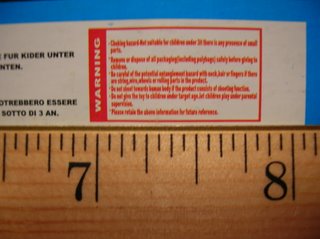 E FUR KIDER UNTER
NTEN.
OTREBBERO ESSERE
SOTTO DI 3 AN.
WARNING
*Choking hazard-Not suitable for children under 3# there is any presence of small
parts.
*Remove or dispose of all packaging(including polybags) safely before giving to
children.
*Be careful of the potential entanglement hazard with neck,hair or fingers if there
are string,wire,wheels or rolling parts in the product.
*Do not shoot towards human body if the product consists of shooting function.
*Do not give the toy to children under target age.let children play under parental
supervision.
*Please retain the above information for future reference.
7
8